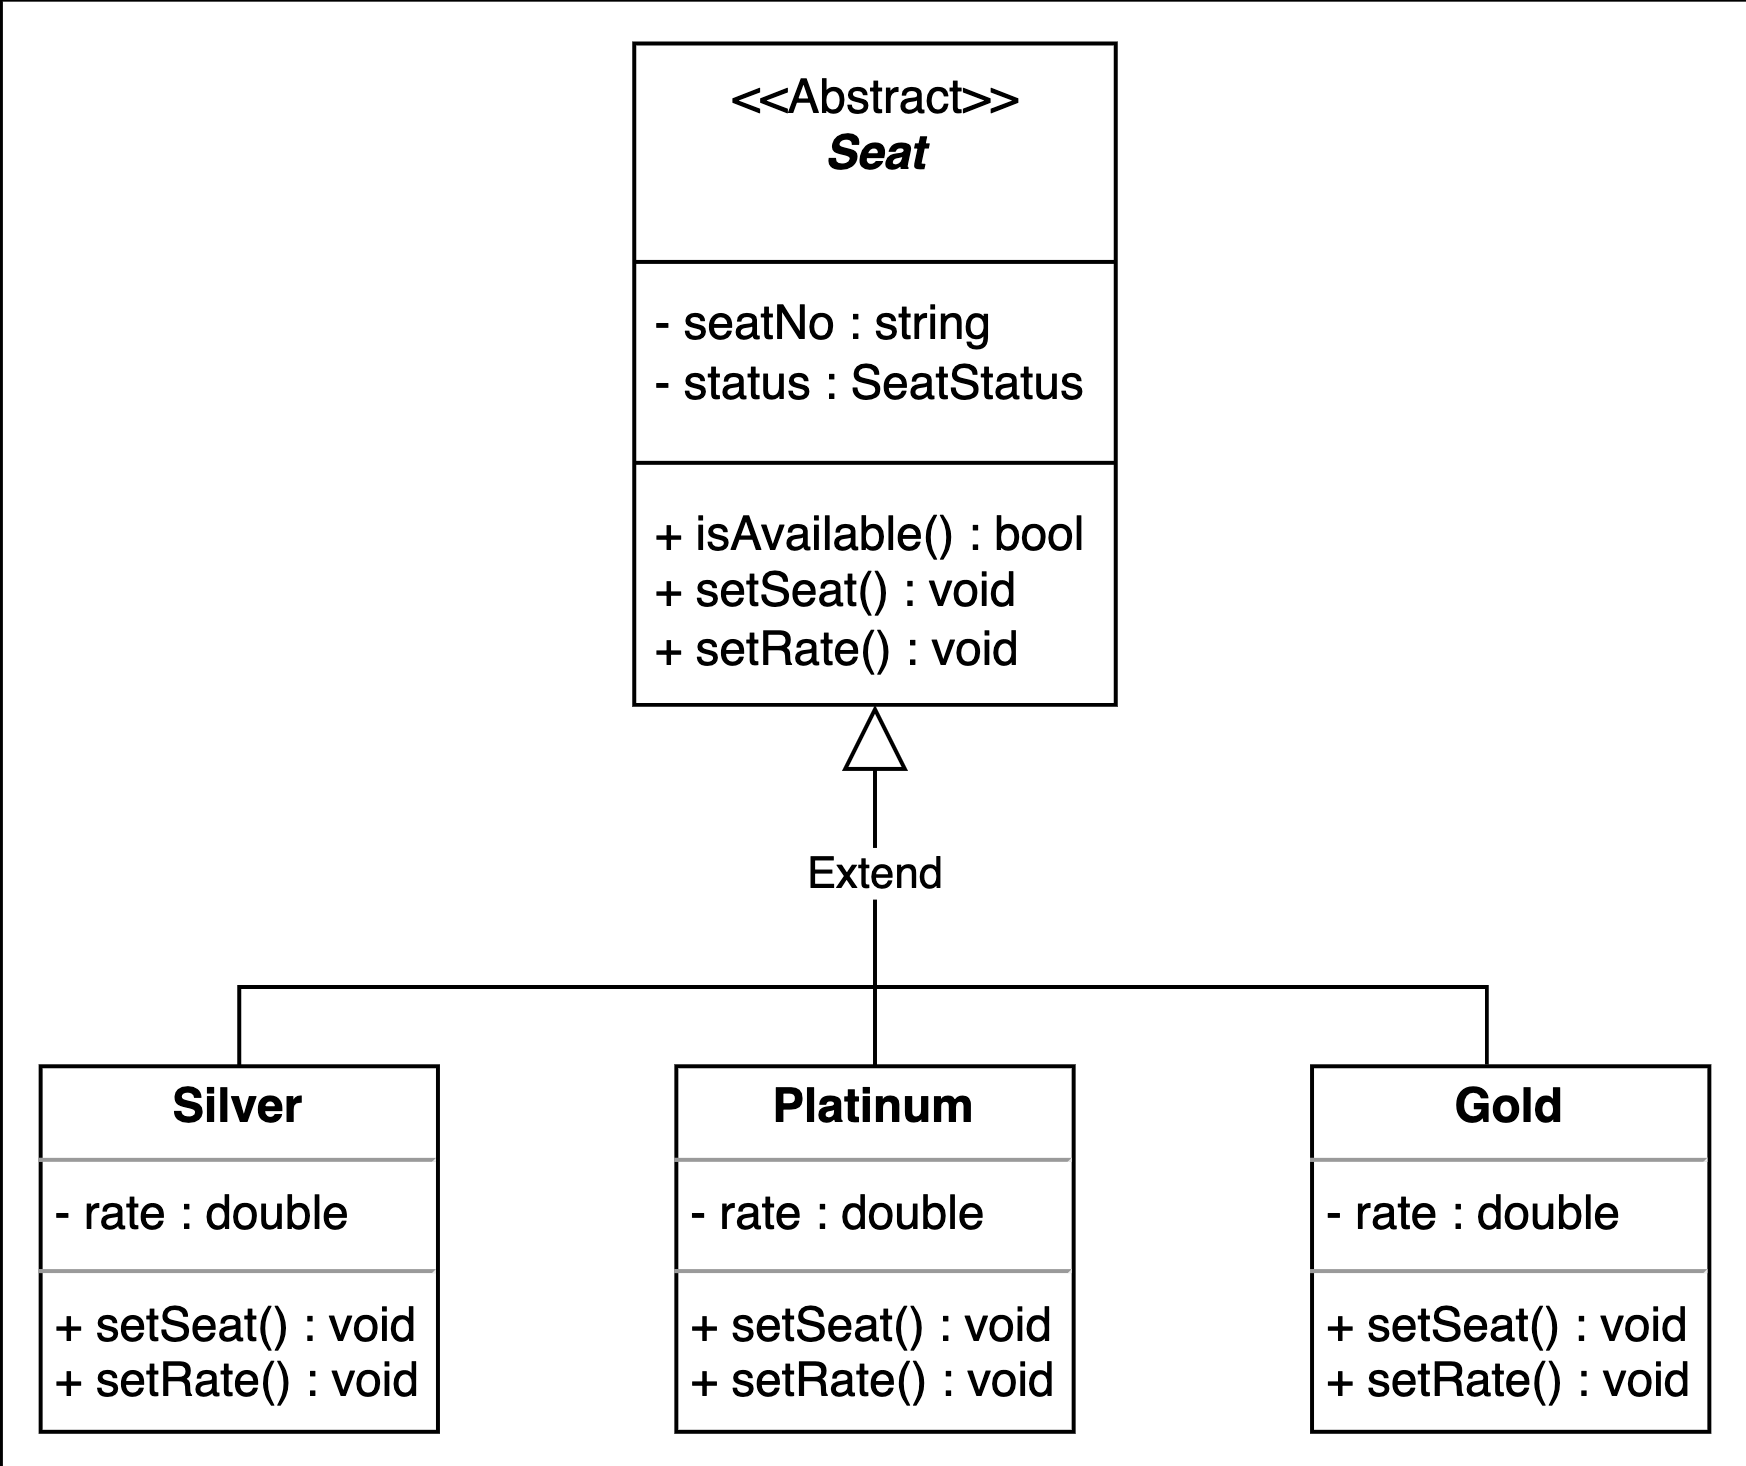 <<Abstract>>
Seat
- seatNo : string
- status : SeatStatus
+ isAvailable() : bool
+ setSeat() : void
+ setRate() : void
Extend
Silver
- rate : double
+ setSeat() : void
+ setRate() : void
Platinum
- rate : double
+ setSeat() : void
+ setRate() : void
Gold
- rate : double
+ setSeat() : void
+ setRate() : void